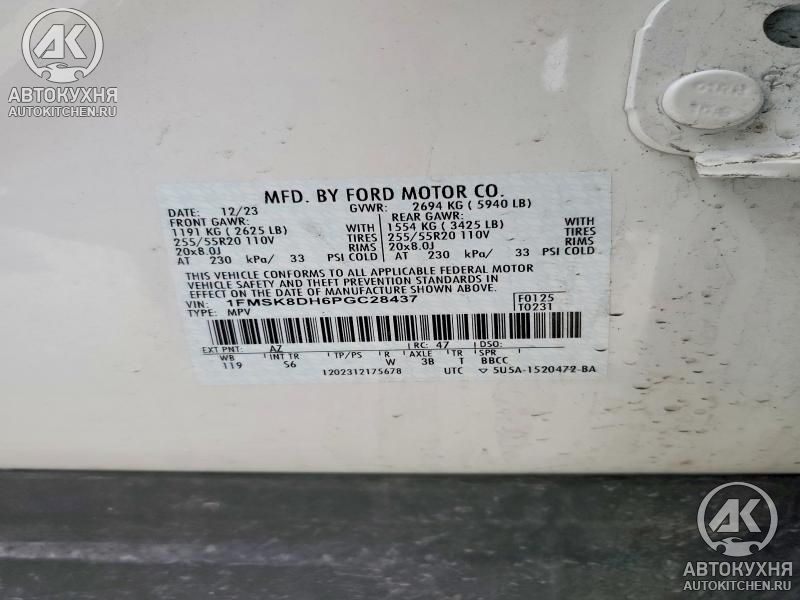 АК
АВТОКУХНЯ
AUTOKITCHEN.RU
MFD. BY FORD MOTOR CO.
DATE: 12/23 GVWR: 2694 KG ( 5940 LB)
FRONT GAWR: REAR GAWR:
1191 KG ( 2625 LB) WITH 1554 KG ( 3425 LB) WITH
255/55R20 110V TIRES 255/55R20 110V TIRES
20x8.0J RIMS 20x8.0J RIMS
AT 230 kPa/ 33 PSI COLD AT 230 kPa/ 33 PSI COLD
THIS VEHICLE CONFORMS TO ALL APPLICABLE FEDERAL MOTOR
VEHICLE SAFETY AND THEFT PREVENTION STANDARDS IN
EFFECT ON THE DATE OF MANUFACTURE SHOWN ABOVE.
VIN: 1FMSK8DH6PGC28437 F0125
TYPE: MPV T0231
EXT PNT: AZ RC: 47 DSO:
WB INT TR TP/PS R AXLE TR SPR
119 S6 W 3B T BBCC
1202312175678 UTC ▽ 5U5A-1520472-BA
АК
АВТОКУХНЯ
AUTOKITCHEN.RU